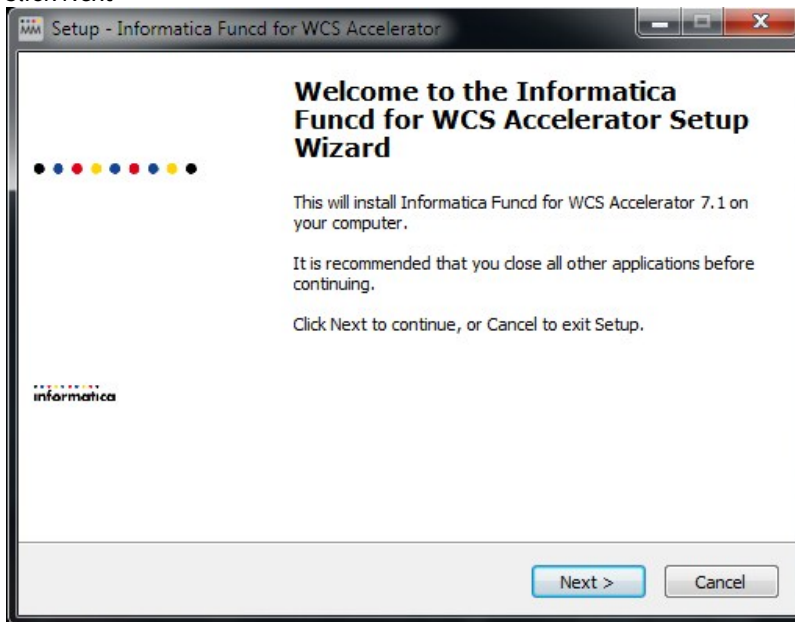 Setup - Informatica Funcd for WCS Accelerator
Welcome to the Informatica
Funcd for WCS Accelerator Setup
Wizard
This will install Informatica Funcd for WCS Accelerator 7.1 on
your computer.
It is recommended that you close all other applications before
continuing.
Click Next to continue, or Cancel to exit Setup.
informatica
Next >
Cancel